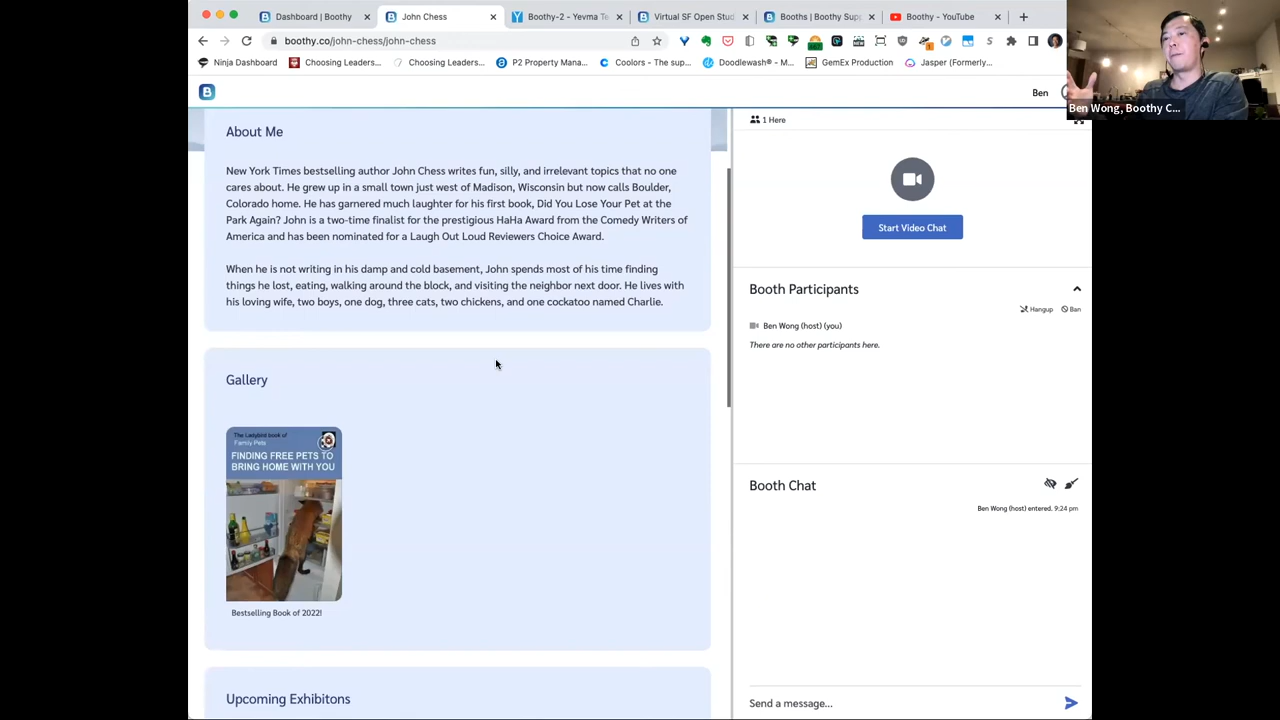 Dashboard | Boothy
John Chess
Boothy-2 - Yevma Te
Virtual SF Open Stud
Booths | Boothy Supp
Boothy - YouTube
boothy.co/john-chess/john-chess
Ninja Dashboard
Choosing Leaders...
Choosing Leaders...
P2 Property Mana...
Coolors - The sup...
Doodlewash® - M...
GemEx Production
Jasper (Formerly...
Ben Wong, Boothy C...
Ben
About Me
New York Times bestselling author John Chess writes fun, silly, and irrelevant topics that no one
cares about. He grew up in a small town just west of Madison, Wisconsin but now calls Boulder,
Colorado home. He has garnered much laughter for his first book, Did You Lose Your Pet at the
Park Again? John is a two-time finalist for the prestigious HaHa Award from the Comedy Writers of
America and has been nominated for a Laugh Out Loud Reviewers Choice Award.
When he is not writing in his damp and cold basement, John spends most of his time finding
things he lost, eating, walking around the block, and visiting the neighbor next door. He lives with
his loving wife, two boys, one dog, three cats, two chickens, and one cockatoo named Charlie.
Gallery
The Ladybird book of
Family Pets
FINDING FREE PETS TO
BRING HOME WITH YOU
Bestselling Book of 2022!
Upcoming Exhibitons
1 Here
Start Video Chat
Booth Participants
Hangup
Ban
Ben Wong (host) (you)
There are no other participants here.
Booth Chat
Ben Wong (host) entered. 9:24 pm
Send a message...